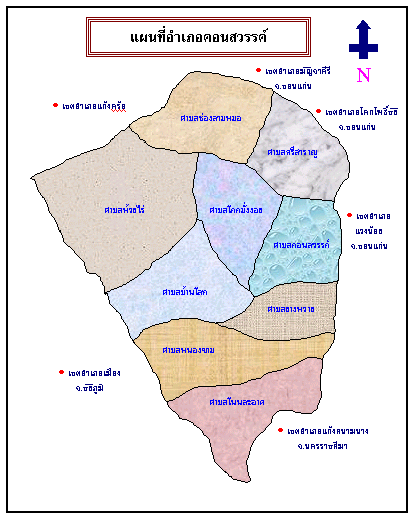 แผนที่อำเภอคอนสวรรค์
N
เขตอำเภอมัญจาคีรี
จ.ขอนแก่น
เขตอำเภอแก้งคร้อ
เขตอำเภอโคกโพธิ์ชัย
จ.ขอนแก่น
ตำบลช่องสามหมอ
ตำบลศรีสำราญ
ตำบลห้วยไร่
ตำบลโคกมั่งงอย
เขตอำเภอ
แวงน้อย
จ.ขอนแก่น
ตำบลคอนสวรรค์
ตำบลบ้านโสก
ตำบลยางหวาย
ตำบลหนองขาม
เขตอำเภอเมือง
จ.ชัยภูมิ
ตำบลโนนสะอาด
เขตอำเภอแก้งสนามนาง
จ.นครราชสีมา